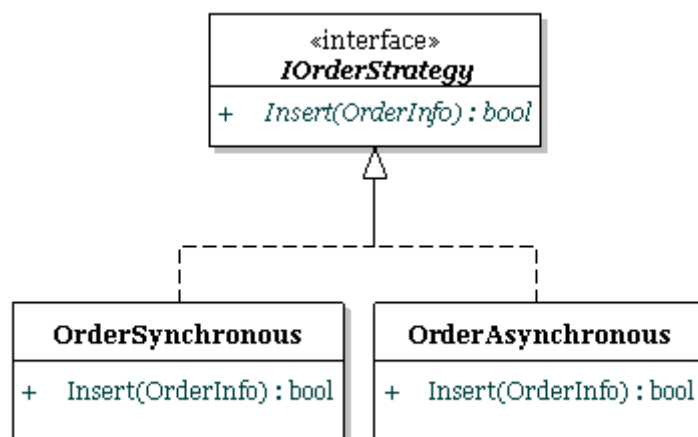 «interface»
IOrderStrategy
+ Insert(OrderInfo) : bool
OrderSynchronous
+ Insert(OrderInfo) : bool
OrderAsynchronous
+ Insert(OrderInfo) : bool